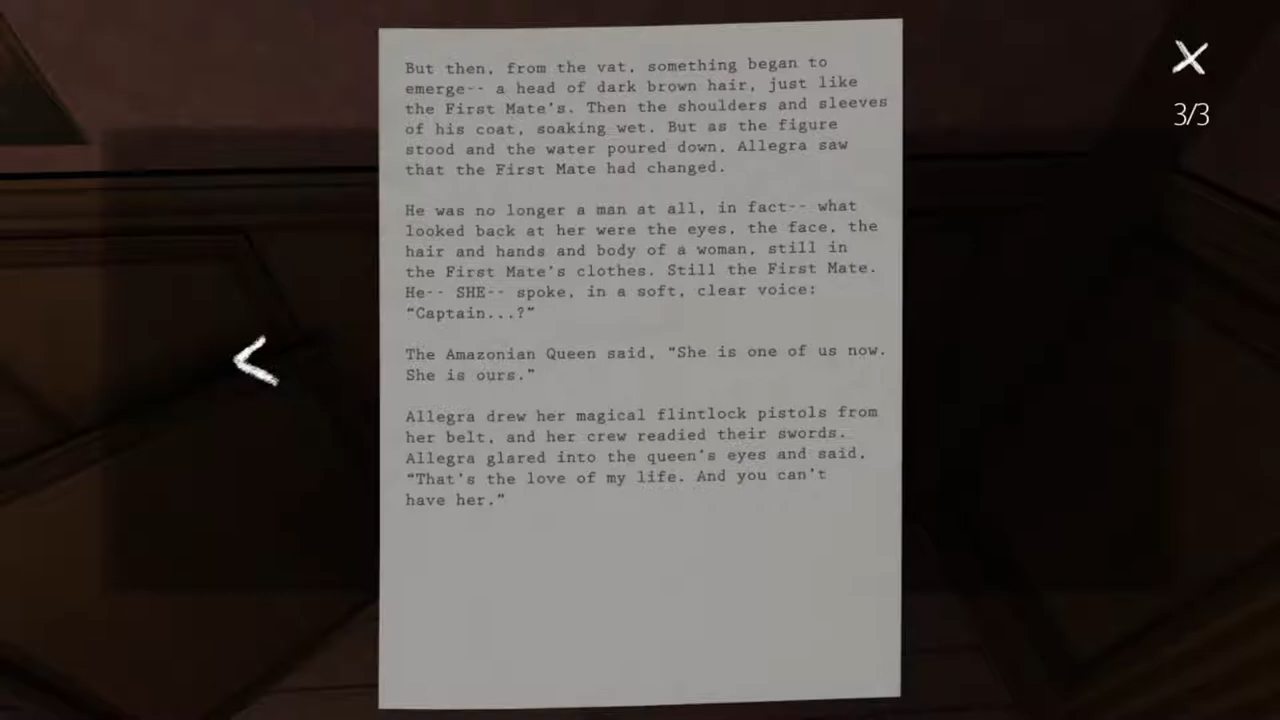 3/3
But then, from the vat, something began to
emerge-- a head of dark brown hair, just like
the First Mate's. Then the shoulders and sleeves
of his coat, soaking wet. But as the figure
stood and the water poured down, Allegra saw
that the First Mate had changed.
He was no longer a man at all, in fact-- what
looked back at her were the eyes, the face, the
hair and hands and body of a woman, still in
the First Mate's clothes. Still the First Mate.
He-- SHE-- spoke, in a soft, clear voice:
“Captain...?”
The Amazonian Queen said, “She is one of us now.
She is ours.”
Allegra drew her magical flintlock pistols from
her belt, and her crew readied their swords.
Allegra glared into the queen's eyes and said,
“That's the love of my life. And you can't
have her.”